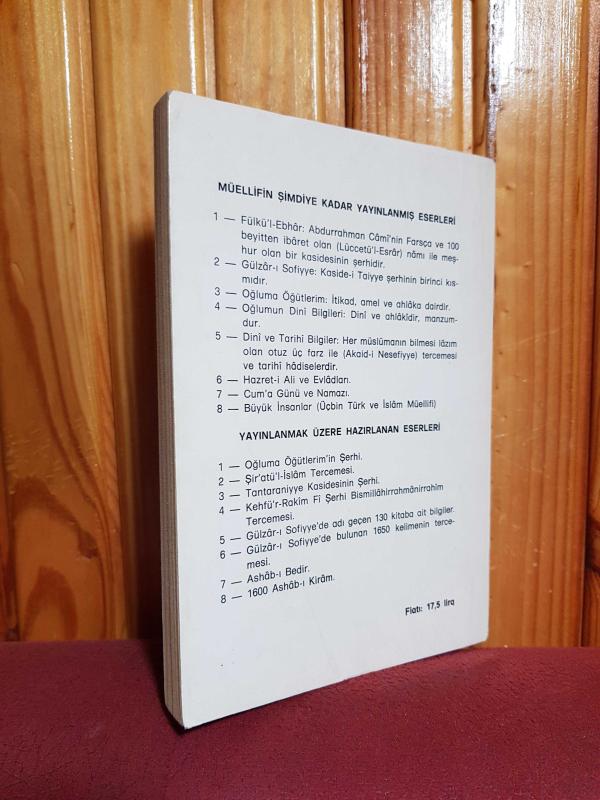 MÜELLİFİN ŞİMDİYE KADAR YAYINLANMIŞ ESERLERİ
1 — Fülkü'l-Ebhâr: Abdurrahman Câmî'nin Farsça ve 100
beyitten ibâret olan (Lüccetü'l-Esrâr) nâmı ile meş-
hur olan bir kasidesinin şerhidir.
2 — Gülzâr-ı Sofiyye: Kaside-i Taiyye şerhinin birinci kıs-
mıdır.
3 — Oğluma Öğütlerim: İtikad, amel ve ahlâka dairdir.
4 — Oğlumun Dinî Bilgileri: Dinî ve ahlâkîdir, manzum-
dur.
5 — Dinî ve Tarihî Bilgiler: Her müslümanın bilmesi lâzım
olan otuz üç farz ile (Akaid-i Nesefiyye) tercemesi
ve tarihî hâdiselerdir.
6 — Hazret-i Ali ve Evlâdları.
7 — Cum'a Günü ve Namazı.
8 — Büyük İnsanlar (Üçbin Türk ve İslâm Müellifi)
YAYINLANMAK ÜZERE HAZIRLANAN ESERLERİ
1 — Oğluma Öğütlerim'in Şerhi.
2 — Şir'atü'l-İslâm Tercemesi.
3 — Tantaraniyye Kasidesinin Şerhi.
4 — Kehfü'r-Rakîm Fî Şerhi Bismillâhirrahmânirrahîm
Tercemesi.
5 — Gülzâr-ı Sofiyye'de adı geçen 130 kitaba ait bilgiler.
6 — Gülzâr-ı Sofiyye'de bulunan 1650 kelimenin terce-
mesi.
7 — Ashâb-ı Bedir.
8 — 1600 Ashâb-ı Kirâm.
Fiatı: 17,5 lira